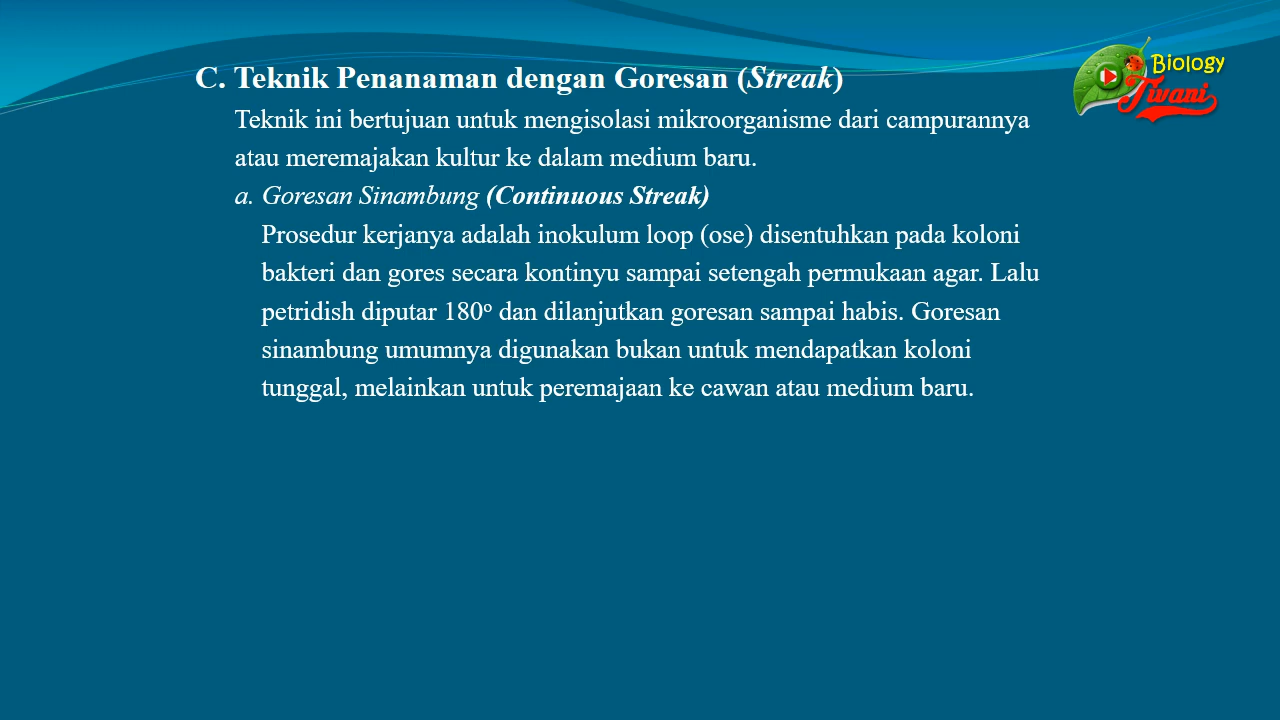 C. Teknik Penanaman dengan Goresan (Streak)
Teknik ini bertujuan untuk mengisolasi mikroorganisme dari campurannya
atau meremajakan kultur ke dalam medium baru.
a. Goresan Sinambung (Continuous Streak)
Prosedur kerjanya adalah inokulum loop (ose) disentuhkan pada koloni
bakteri dan gores secara kontinyu sampai setengah permukaan agar. Lalu
petridish diputar 180º dan dilanjutkan goresan sampai habis. Goresan
sinambung umumnya digunakan bukan untuk mendapatkan koloni
tunggal, melainkan untuk peremajaan ke cawan atau medium baru.
Biology
Tivani